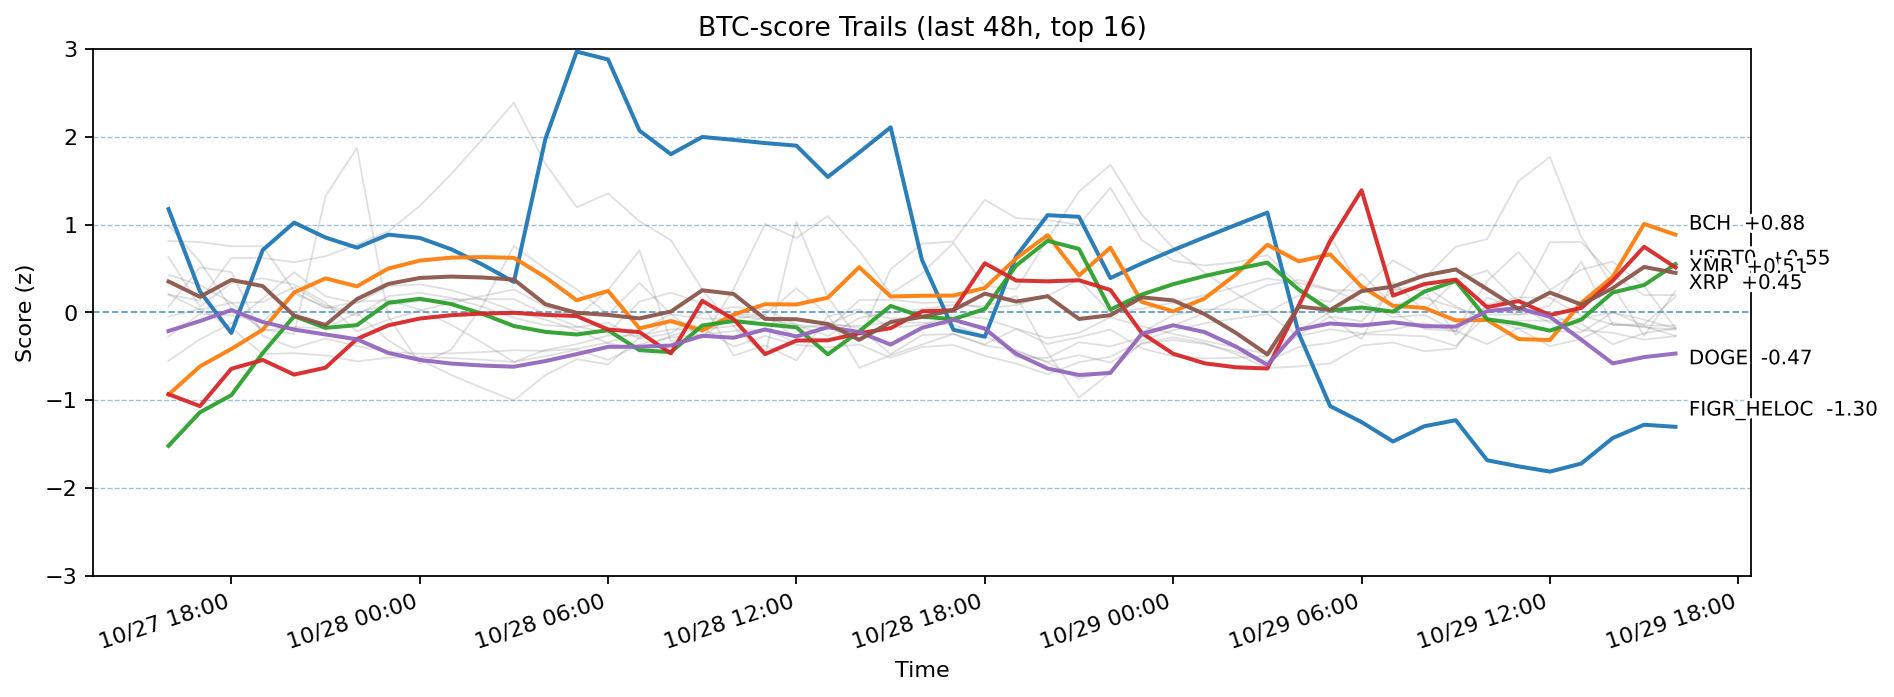 BTC-score Trails (last 48h, top 16)
Score (z)
3
2
1
0
−1
−2
−3
BCH +0.88
+0.55
XMR +0.51
XRP +0.45
DOGE -0.47
FIGR_HELOC -1.30
10/27 18:00
10/28 00:00
10/28 06:00
10/28 12:00
10/28 18:00
10/29 00:00
10/29 06:00
10/29 12:00
10/29 18:00
Time